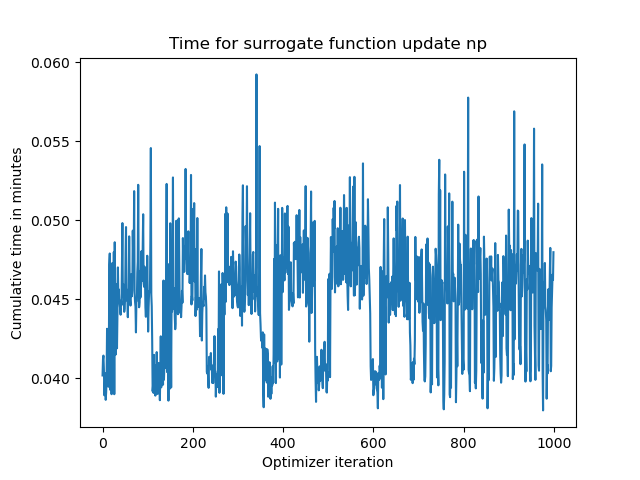 Time for surrogate function update np
0.060
0.055
0.050
0.045
0.040
Cumulative time in minutes
0 200 400 600 800 1000
Optimizer iteration